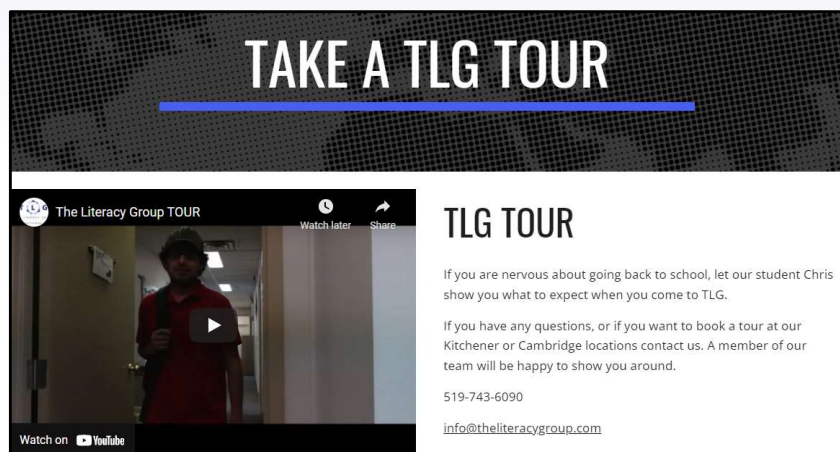 TAKE A TLG TOUR
The Literacy Group TOUR
Watch later
Share
Watch on YouTube
TLG TOUR
If you are nervous about going back to school, let our student Chris
show you what to expect when you come to TLG.
If you have any questions, or if you want to book a tour at our
Kitchener or Cambridge locations contact us. A member of our
team will be happy to show you around.
519-743-6090
info@theliteracygroup.com